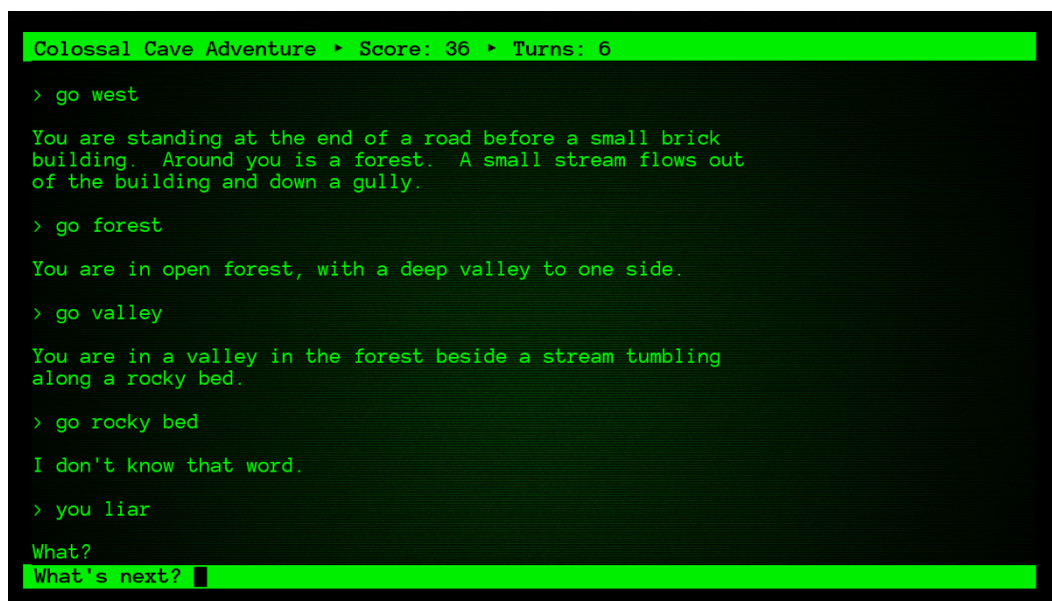 Colossal Cave Adventure ‣ Score: 36 ‣ Turns: 6
> go west
You are standing at the end of a road before a small brick
building.  Around you is a forest.  A small stream flows out
of the building and down a gully.
> go forest
You are in open forest, with a deep valley to one side.
> go valley
You are in a valley in the forest beside a stream tumbling
along a rocky bed.
> go rocky bed
I don't know that word.
> you liar
What?
What's next?